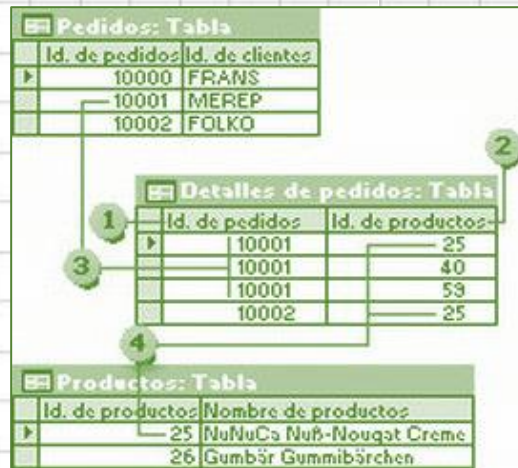 Pedidos: Tabla
Id. de pedidos Id. de clientes
10000 FRANS
10001 MEREP
10002 FOLKO
2
Detalles de pedidos: Tabla
1 Id. de pedidos Id. de productos
10001 25
3 10001 40
10001 59
10002 25
4
Productos: Tabla
Id. de productos Nombre de productos
25 NuNuCa Nuß-Nougat Creme
26 Gumbär Gummibärchen